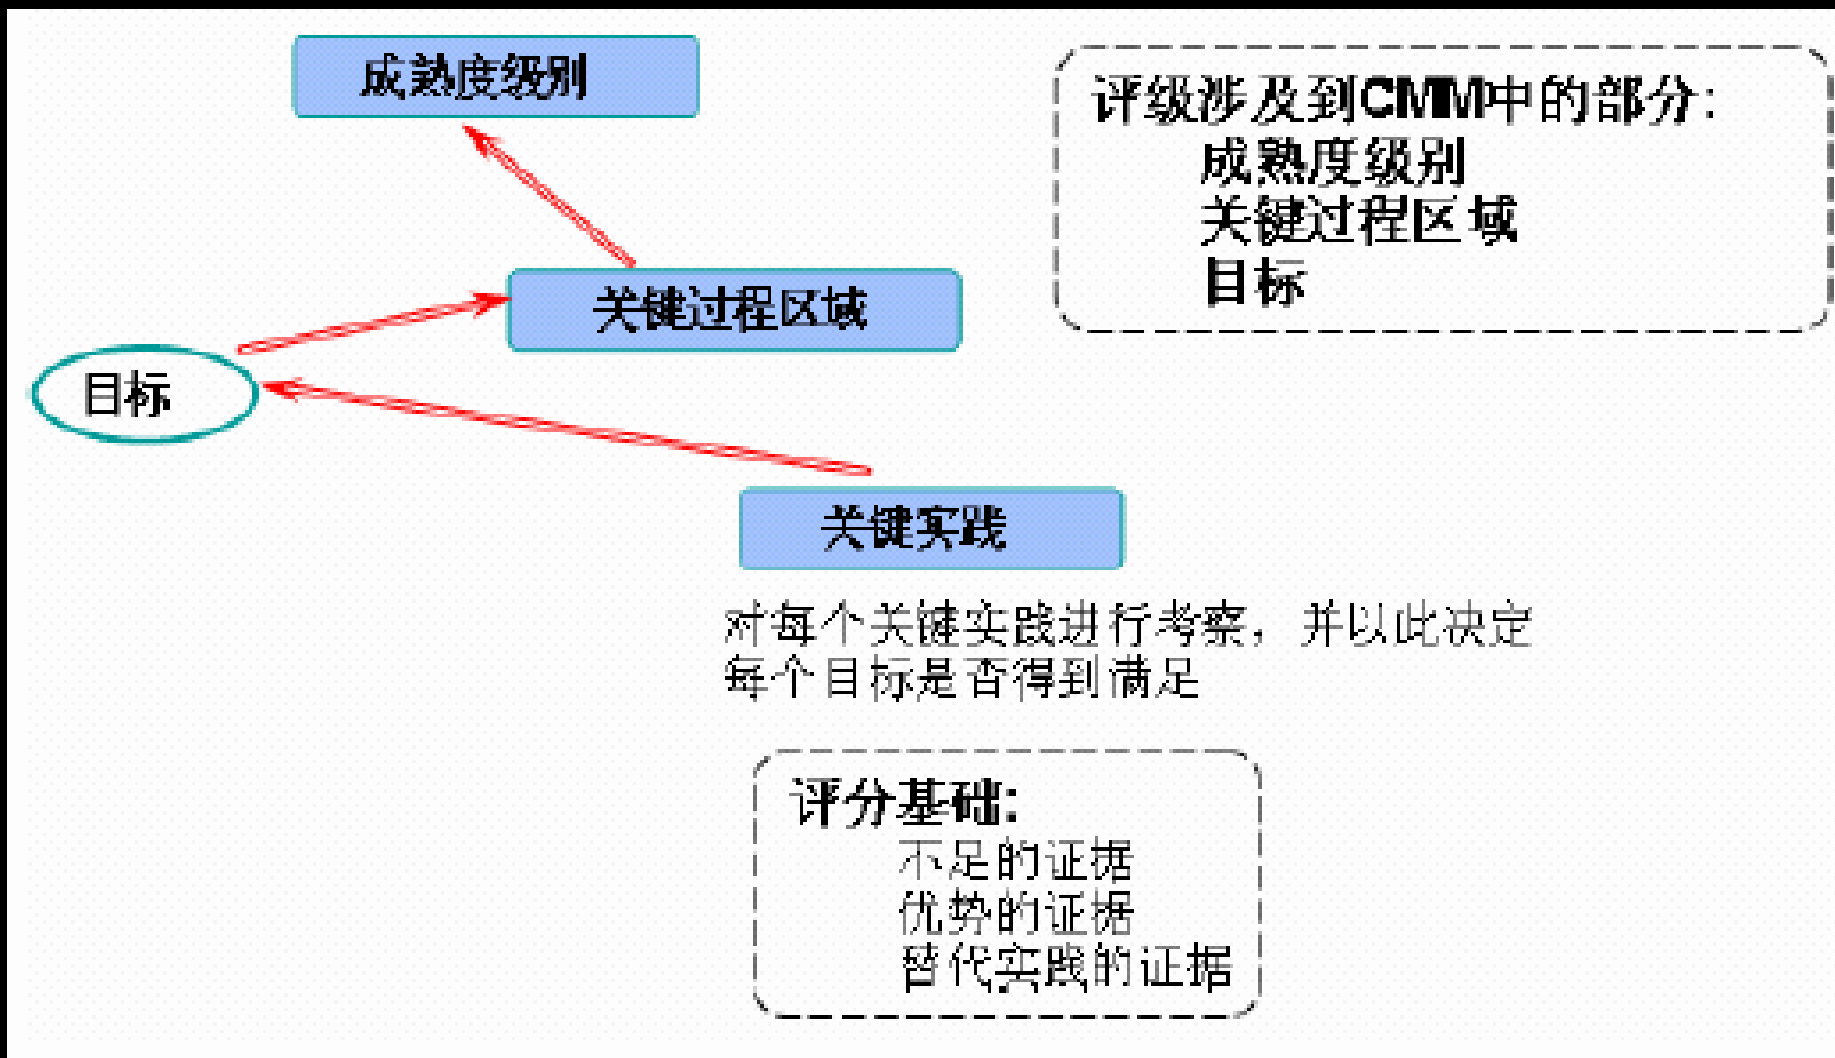 成熟度级别
评级涉及到CMM中的部分:
成熟度级别
关键过程区域
目标
关键过程区域
目标
关键实践
对每个关键实践进行考察，并以此决定
每个目标是否得到满足
评分基础:
不足的证据
优势的证据
替代实践的证据